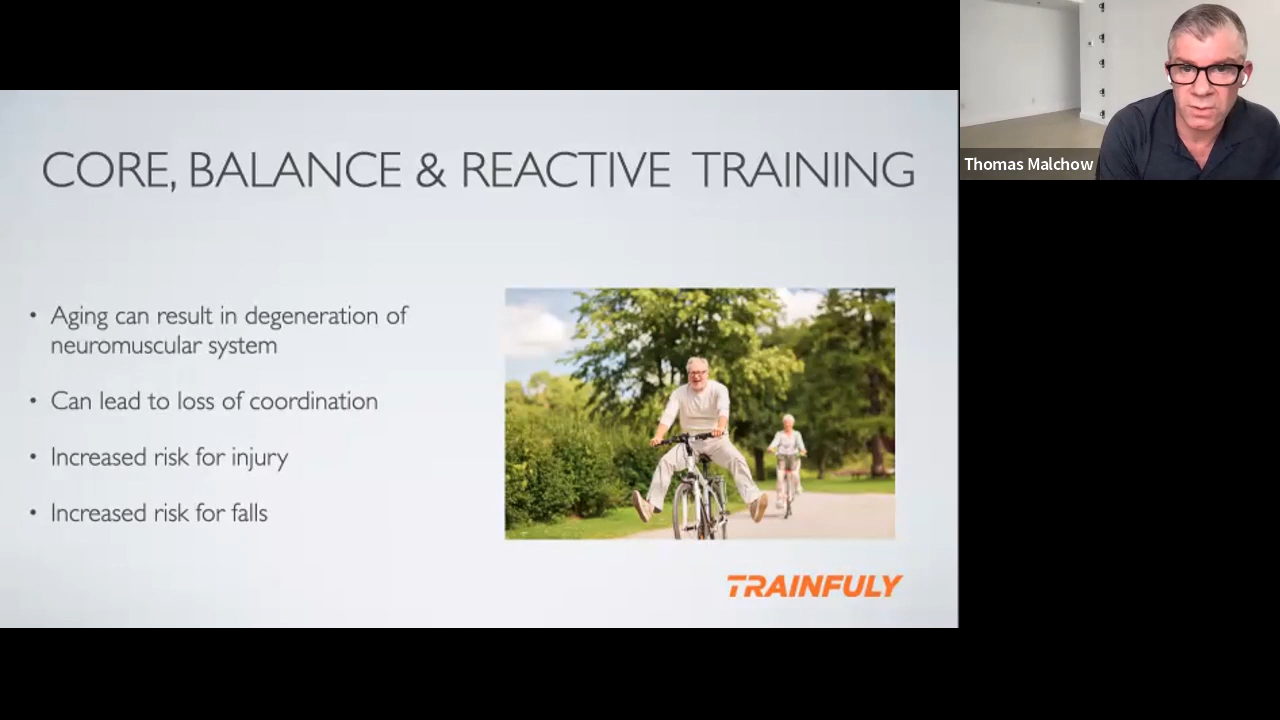 CORE, BALANCE & REACTIVE TRAINING
• Aging can result in degeneration of
neuromuscular system
• Can lead to loss of coordination
• Increased risk for injury
• Increased risk for falls
TRAINFULY
Thomas Malchow